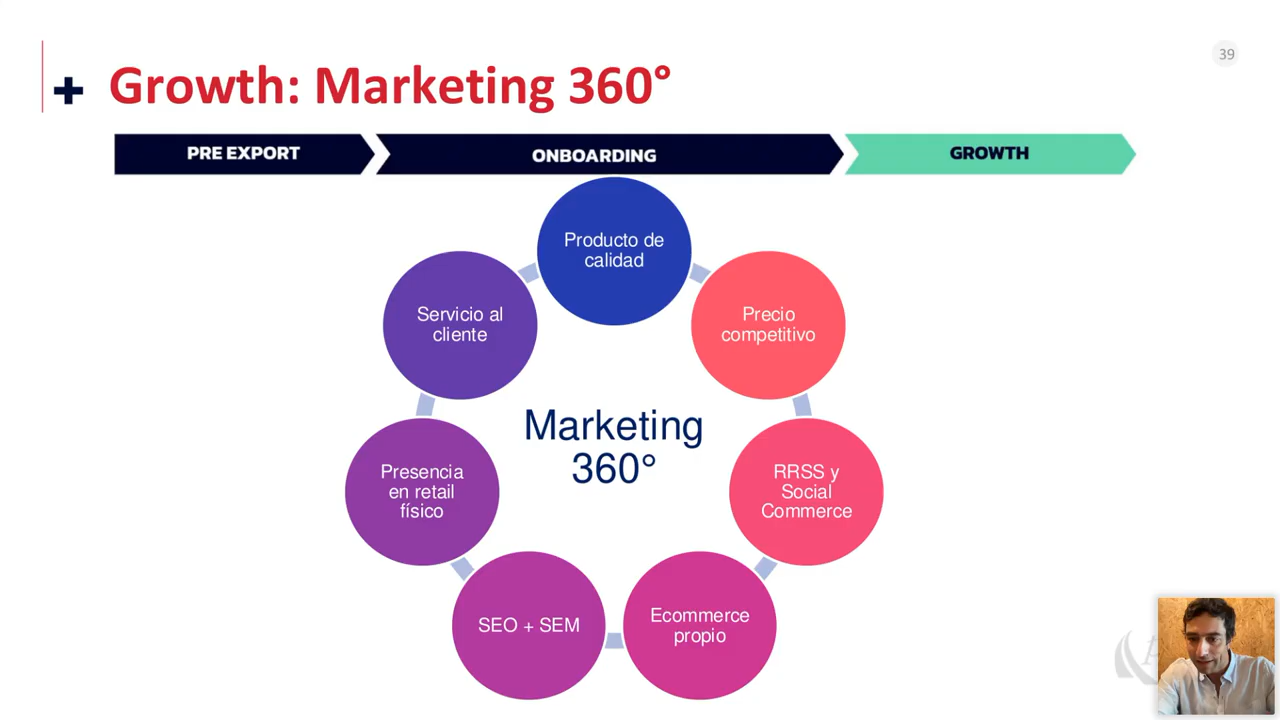 39
+ Growth: Marketing 360°
PRE EXPORT
ONBOARDING
GROWTH
Producto de
calidad
Precio
competitivo
RRSS y
Social
Commerce
Ecommerce
propio
SEO + SEM
Presencia
en retail
físico
Servicio al
cliente
Marketing
360°